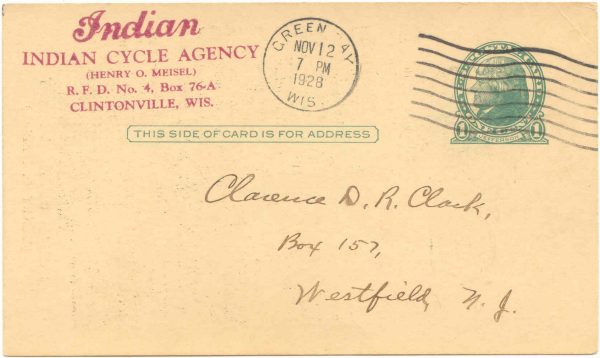 Indian
INDIAN CYCLE AGENCY
(HENRY O. MEISEL)
R. F. D. No. 4, Box 76-A
CLINTONVILLE, WIS.
GREEN BAY
NOV 12
7 PM
1928
WIS.
1 1
JEFFERSON
THIS SIDE OF CARD IS FOR ADDRESS
Clarence D. R. Clark,
Box 157,
Westfield, N. J.